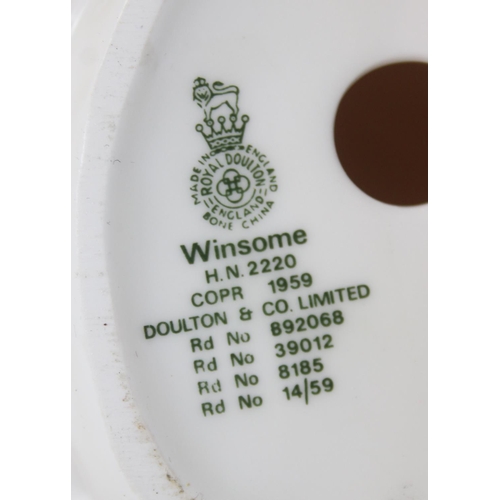 MADE IN ENGLAND
ROYAL DOULTON
ENGLAND
BONE CHINA
Winsome
H.N. 2220
COPR 1959
DOULTON & CO. LIMITED
Rd No 892068
Rd No 39012
Rd No 8185
Rd No 14/59